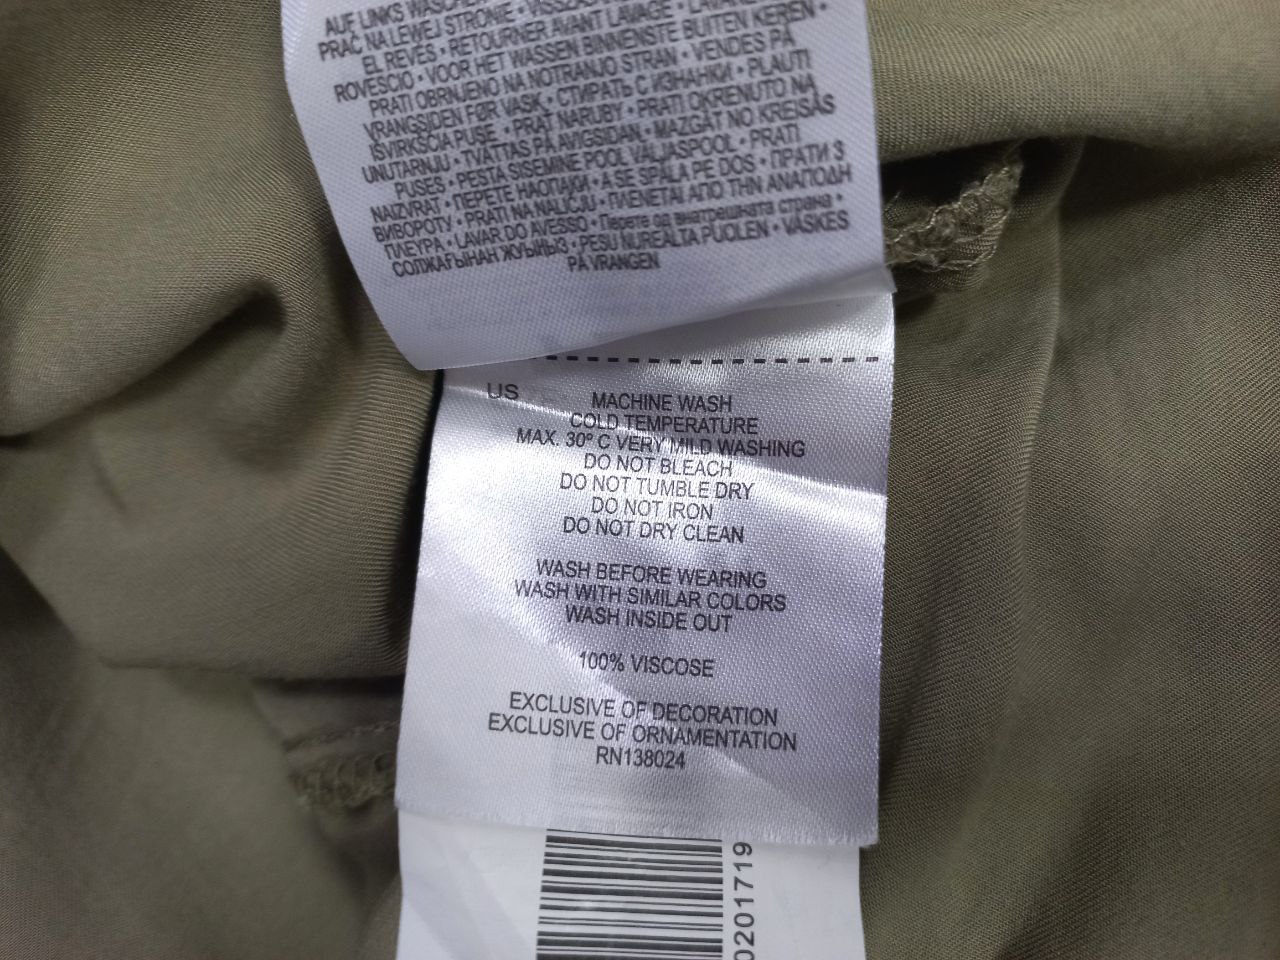 AUF LINKS WASCHEN
PRAĆ NA LEWEJ STRONIE •
EL REVÉS • RETOURNER AVANT LAVAGE •
ROVESCIO • VOOR HET WASSEN BINNENSTE BUITEN KEREN •
PRATI OBRNJENO NA NOTRANJO STRAN • VENDES PÅ
VRANGSIDEN FØR VASK • СТИРАТЬ С ИЗНАНКИ • PLAUTI
IŠVIRKŠČIA PUSE • PRAŤ NARUBY • PRATI OKRENUTO NA
UNUTARNJU • TVÄTTAS PÅ AVIGSIDAN • MAZGĀT NO KREISĀS
PUSES • PESTA SISEMINE POOL VÄLJASPOOL • PRATI
NAIZVRAT • ПЕРЕТЕ НАОПАКИ • A SE SPĂLA PE DOS • ПРАТИ З
ВИВОРОТУ • PRATI NA NALIČJU • ΠΛΕΝΕΤΑΙ ΑΠΟ ΤΗΝ ΑΝΑΠΟΔΗ
ΠΛΕΥΡΑ • LAVAR DO AVESSO • Перете от внатрешната страна •
СОЛЖАҒЫНАН ЖУЫҢЫЗ • PESU NUREALTA PUOLEN • VASKES
PÅ VRANGEN
US
MACHINE WASH
COLD TEMPERATURE
MAX. 30º C VERY MILD WASHING
DO NOT BLEACH
DO NOT TUMBLE DRY
DO NOT IRON
DO NOT DRY CLEAN
WASH BEFORE WEARING
WASH WITH SIMILAR COLORS
WASH INSIDE OUT
100% VISCOSE
EXCLUSIVE OF DECORATION
EXCLUSIVE OF ORNAMENTATION
RN138024
0201719